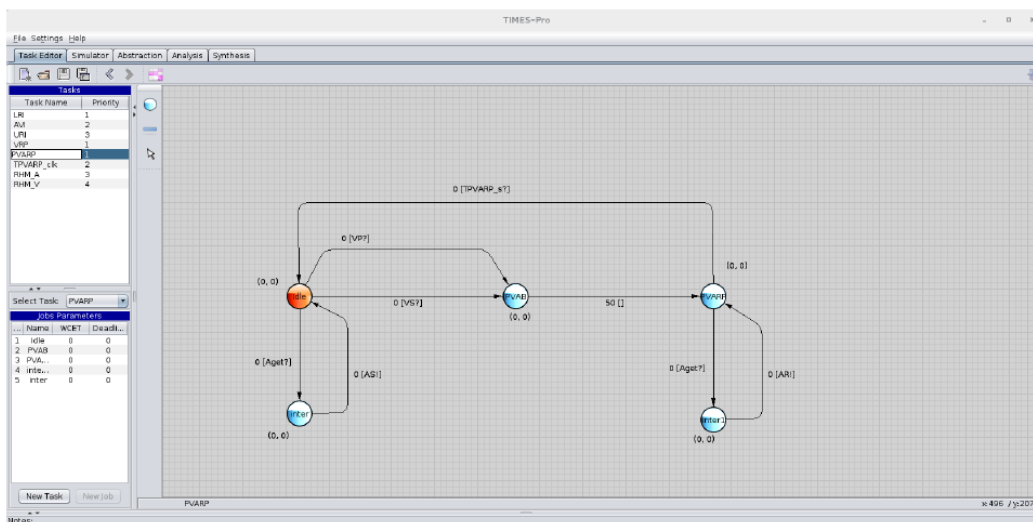 TIMES-Pro
File Settings Help
Task Editor Simulator Abstraction Analysis Synthesis
Tasks
Task Name Priority
LRI 1
AVI 2
URI 3
VRP 1
PVARP 1
TPVARP_clk 2
RHM_A 3
RHM_V 4
Select Task: PVARP
Jobs Parameters
... Name WCET Deadli...
1 Idle 0 0
2 PVAB 0 0
3 PVA... 0 0
4 inte... 0 0
5 inter 0 0
New Task New Job
0 [TPVARP_s?]
0 [VP?]
(0, 0)
(0, 0)
Idle
0 [VS?]
PVAB
50 []
PVARP
(0, 0)
0 [Aget?]
0 [AS!]
0 [Aget?]
0 [AR!]
inter
inter1
(0, 0)
(0, 0)
PVARP
x:496 /y:207
Notes: